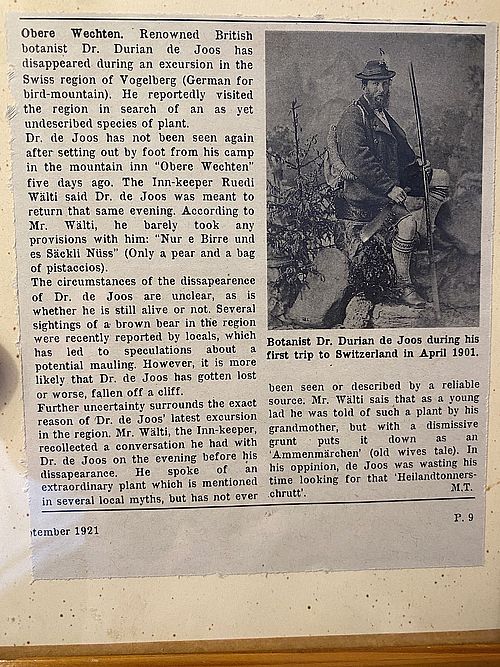 Obere Wechten. Renowned British
botanist Dr. Durian de Joos has
disappeared during an excursion in the
Swiss region of Vogelberg (German for
bird-mountain). He reportedly visited
the region in search of an as yet
undescribed species of plant.
Dr. de Joos has not been seen again
after setting out by foot from his camp
in the mountain inn "Obere Wechten"
five days ago. The Inn-keeper Ruedi
Wälti said Dr. de Joos was meant to
return that same evening. According to
Mr. Wälti, he barely took any
provisions with him: "Nur e Birre und
es Säckli Nüss" (Only a pear and a bag
of pistaccios).
The circumstances of the dissapearence
of Dr. de Joos are unclear, as is
whether he is still alive or not. Several
sightings of a brown bear in the region
were recently reported by locals, which
has led to speculations about a
potential mauling. However, it is more
likely that Dr. de Joos has gotten lost
or worse, fallen off a cliff.
Further uncertainty surrounds the exact
reason of Dr. de Joos' latest excursion
in the region. Mr. Wälti, the Inn-keeper,
recollected a conversation he had with
Dr. de Joos on the evening before his
dissapearance. He spoke of an
extraordinary plant which is mentioned
in several local myths, but has not ever
Botanist Dr. Durian de Joos during his
first trip to Switzerland in April 1901.
been seen or described by a reliable
source. Mr. Wälti sais that as a young
lad he was told of such a plant by his
grandmother, but with a dismissive
grunt puts it down as an
'Ammenmärchen' (old wives tale). In
his oppinion, de Joos was wasting his
time looking for that 'Heilandtonners-
chrutt'. M.T.
tember 1921
P. 9